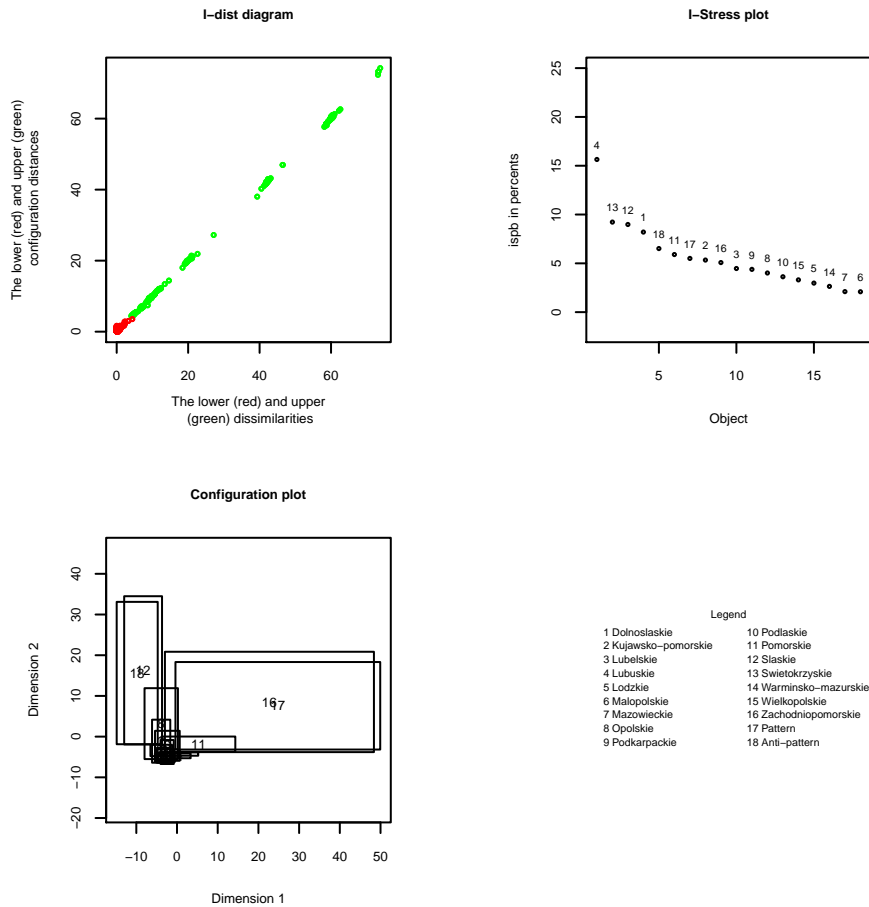 I−dist diagram
The lower (red) and upper (green)
configuration distances
60
40
20
0
0 20 40 60
The lower (red) and upper
(green) dissimilarities
I−Stress plot
ispb in percents
25
20
15
10
5
0
4
13 12 1
18 11 17 2 16 3 9 8 10 15 5 14 7 6
5 10 15
Object
Configuration plot
Dimension 2
40
30
20
10
0
−10
−20
12
16
17
11
−10 0 10 20 30 40 50
Dimension 1
Legend
1 Dolnoslaskie
2 Kujawsko−pomorskie
3 Lubelskie
4 Lubuskie
5 Lodzkie
6 Malopolskie
7 Mazowieckie
8 Opolskie
9 Podkarpackie
10 Podlaskie
11 Pomorskie
12 Slaskie
13 Swietokrzyskie
14 Warminsko−mazurskie
15 Wielkopolskie
16 Zachodniopomorskie
17 Pattern
18 Anti−pattern